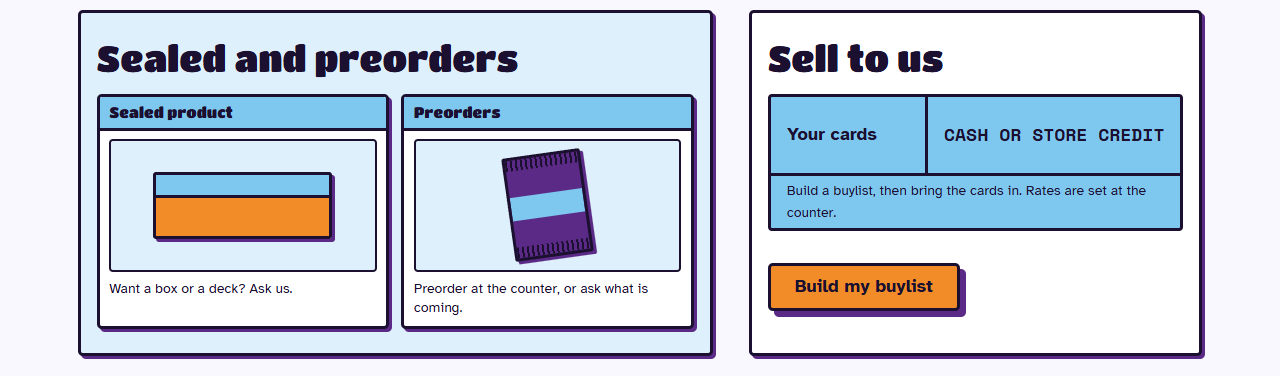 Sealed and preorders
Sealed product
Want a box or a deck? Ask us.
Preorders
Preorder at the counter, or ask what is
coming.
Sell to us
Your cards
CASH OR STORE CREDIT
Build a buylist, then bring the cards in. Rates are set at the
counter.
Build my buylist